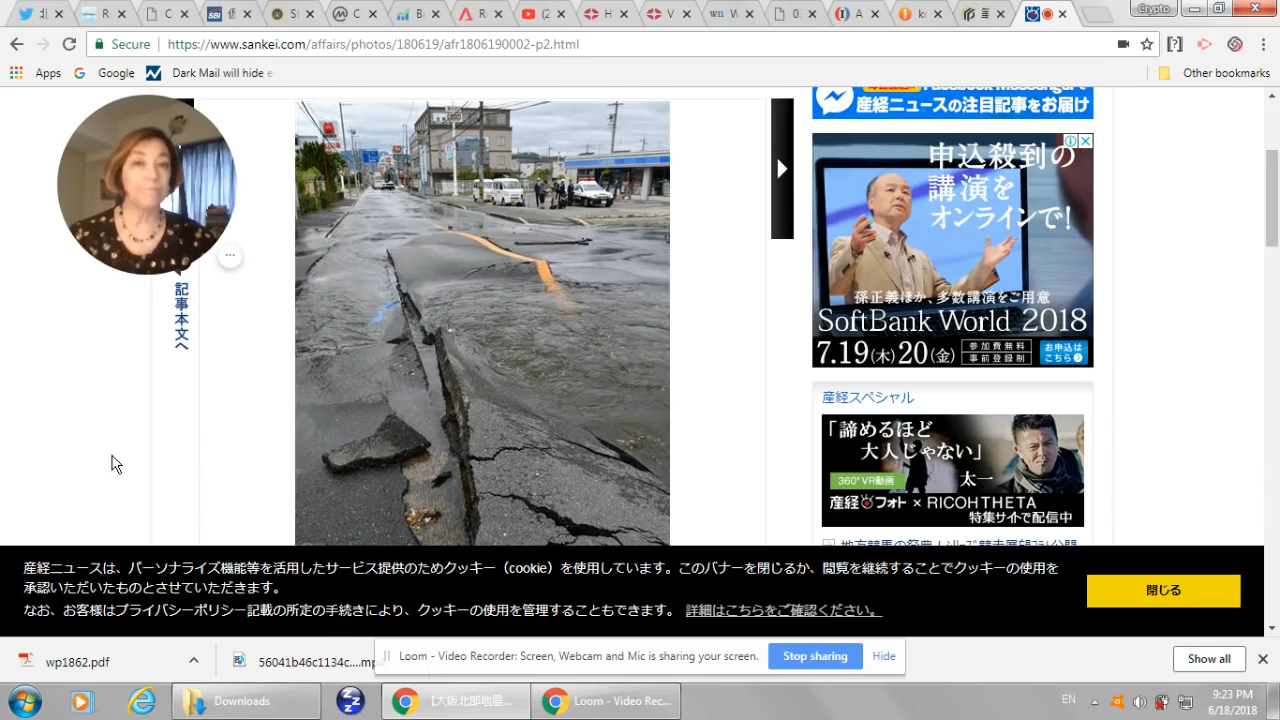 Crypto
Secure
https://www.sankei.com/affairs/photos/180619/afr1806190002-p2.html
Apps
Google
Dark Mail will hide e
Other bookmarks
産経ニュースの注目記事をお届け
記事本文へ
申込殺到の
講演を
オンラインで!
孫正義ほか、多数講演をご用意
SoftBank World 2018
7.19(木)20(金)
参加費無料
事前登録制
お申込は
こちら
産経スペシャル
「諦めるほど
大人じゃない」
360°VR動画
太一
産経フォト × RICOH THETA
特集サイトで配信中
産経ニュースは、パーソナライズ機能等を活用したサービス提供のためクッキー（cookie）を使用しています。このバナーを閉じるか、閲覧を継続することでクッキーの使用を
承認いただいたものとさせていただきます。
なお、お客様はプライバシーポリシー記載の所定の手続きにより、クッキーの使用を管理することもできます。 詳細はこちらをご確認ください。
閉じる
wp1862.pdf
56041b46c1134c....mp
Loom - Video Recorder: Screen, Webcam and Mic is sharing your screen.
Stop sharing
Hide
Show all
Downloads
【大阪北部地震...
Loom - Video Rec...
EN
9:23 PM
6/18/2018